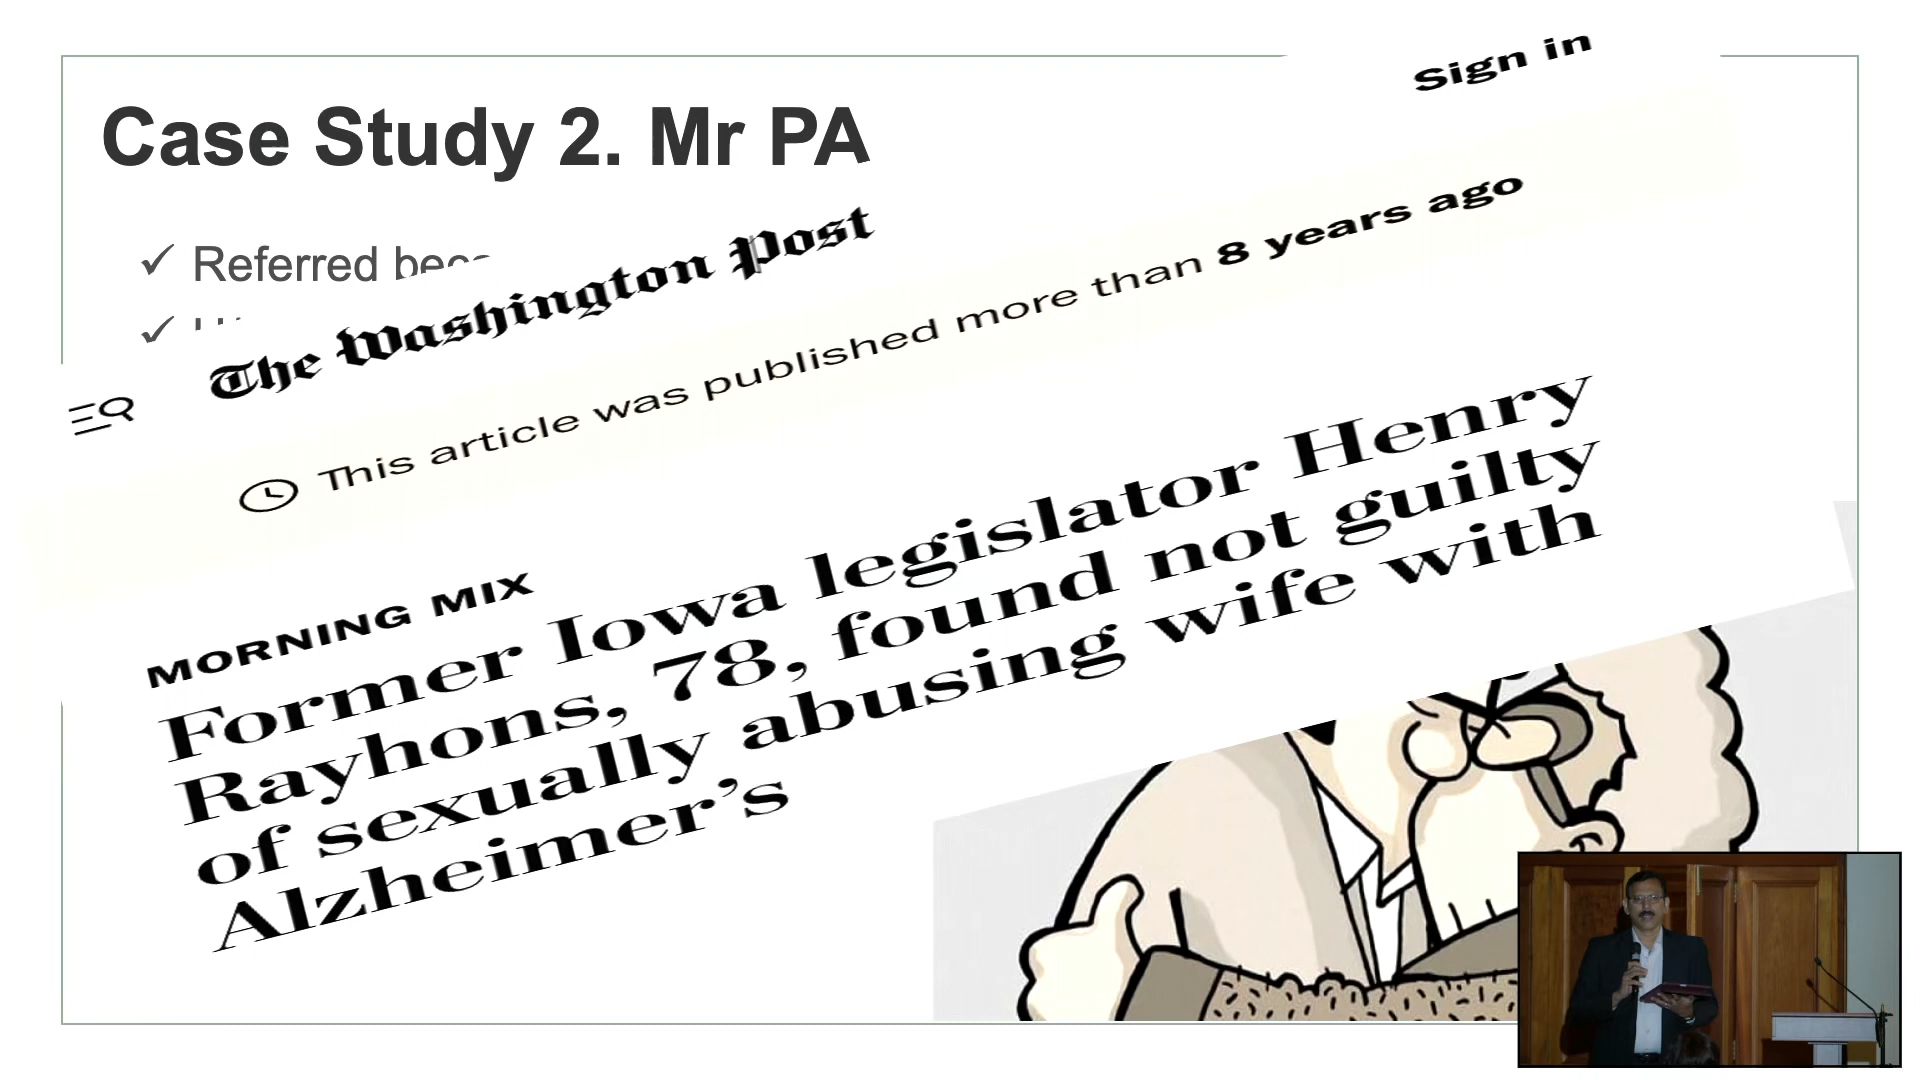 Sign in
Case Study 2. Mr PA
✓ Referred
✓
The Washington Post
This article was published more than 8 years ago
MORNING MIX
Former Iowa legislator Henry
Rayhons, 78, found not guilty
of sexually abusing wife with
Alzheimer's